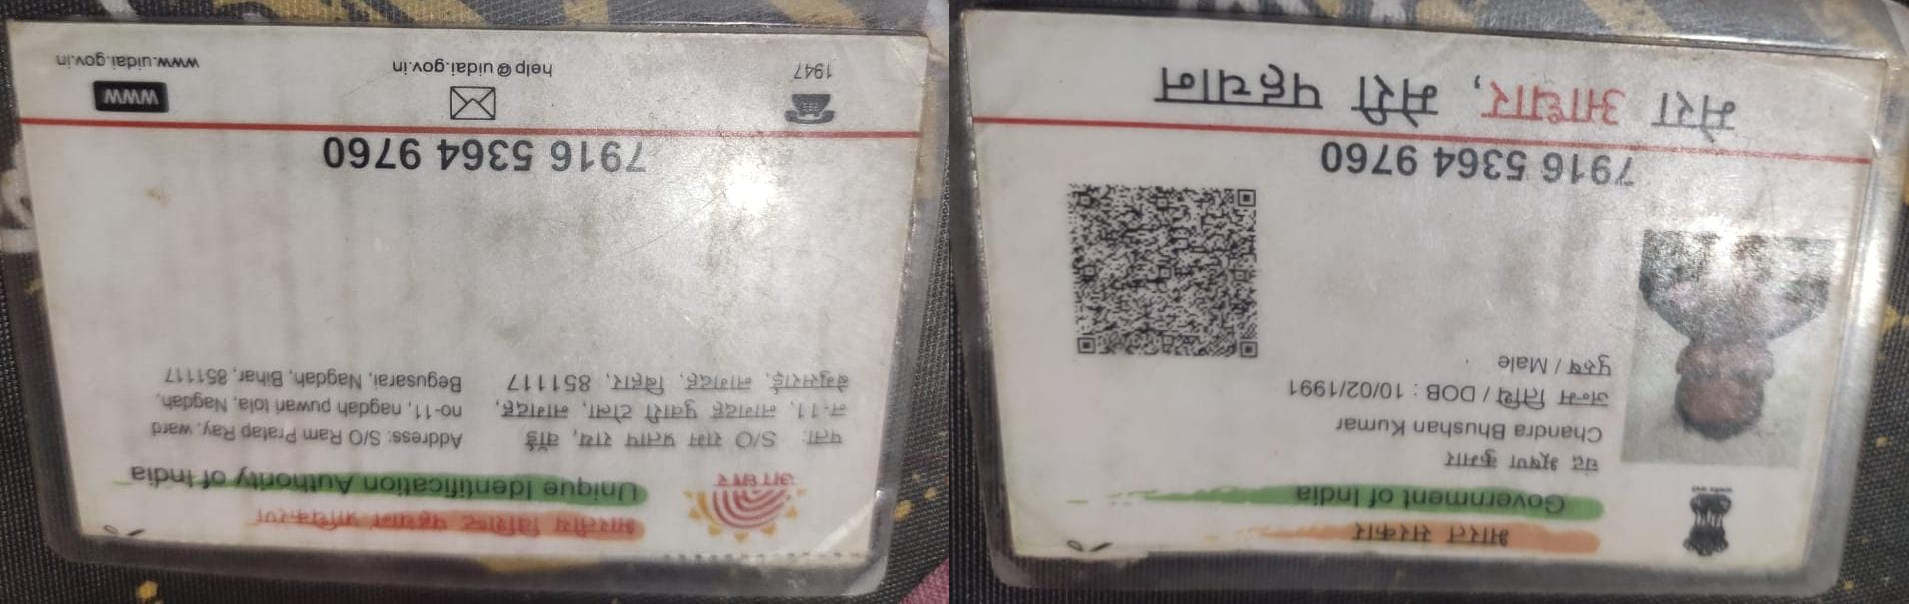 भारत सरकार
Government of India
चंद्र भूषण कुमार
Chandra Bhushan Kumar
जन्म तिथि / DOB : 10/02/1991
पुरुष / Male
7916 5364 9760
मेरा आधार, मेरी पहचान
भारतीय विशिष्ट पहचान प्राधिकरण
Unique Identification Authority of India
आधार
पता: S/O राम प्रताप राय, वॉर्ड
न-11, नागदह पुवारी टोला, नागदह,
बेगूसराई, नागदह, बिहार, 851117
Address: S/O Ram Pratap Ray, ward
no-11, nagdah puwari tola, Nagdah,
Begusarai, Nagdah, Bihar, 851117
7916 5364 9760
1947
help@uidai.gov.in
WWW
www.uidai.gov.in